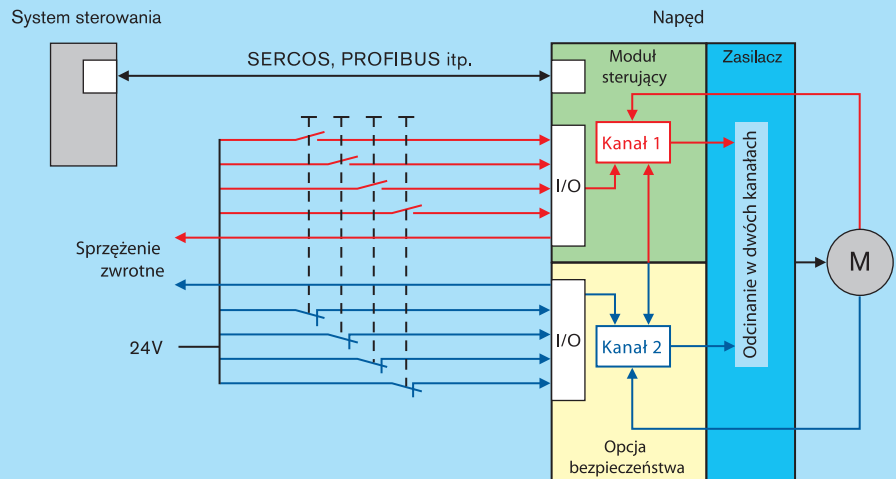 System sterowania
Napęd
SERCOS, PROFIBUS itp.
Moduł
sterujący
Zasilacz
Kanał 1
I/O
Odcinanie w dwóch kanałach
M
Sprzężenie
zwrotne
24V
I/O
Kanał 2
Opcja
bezpieczeństwa